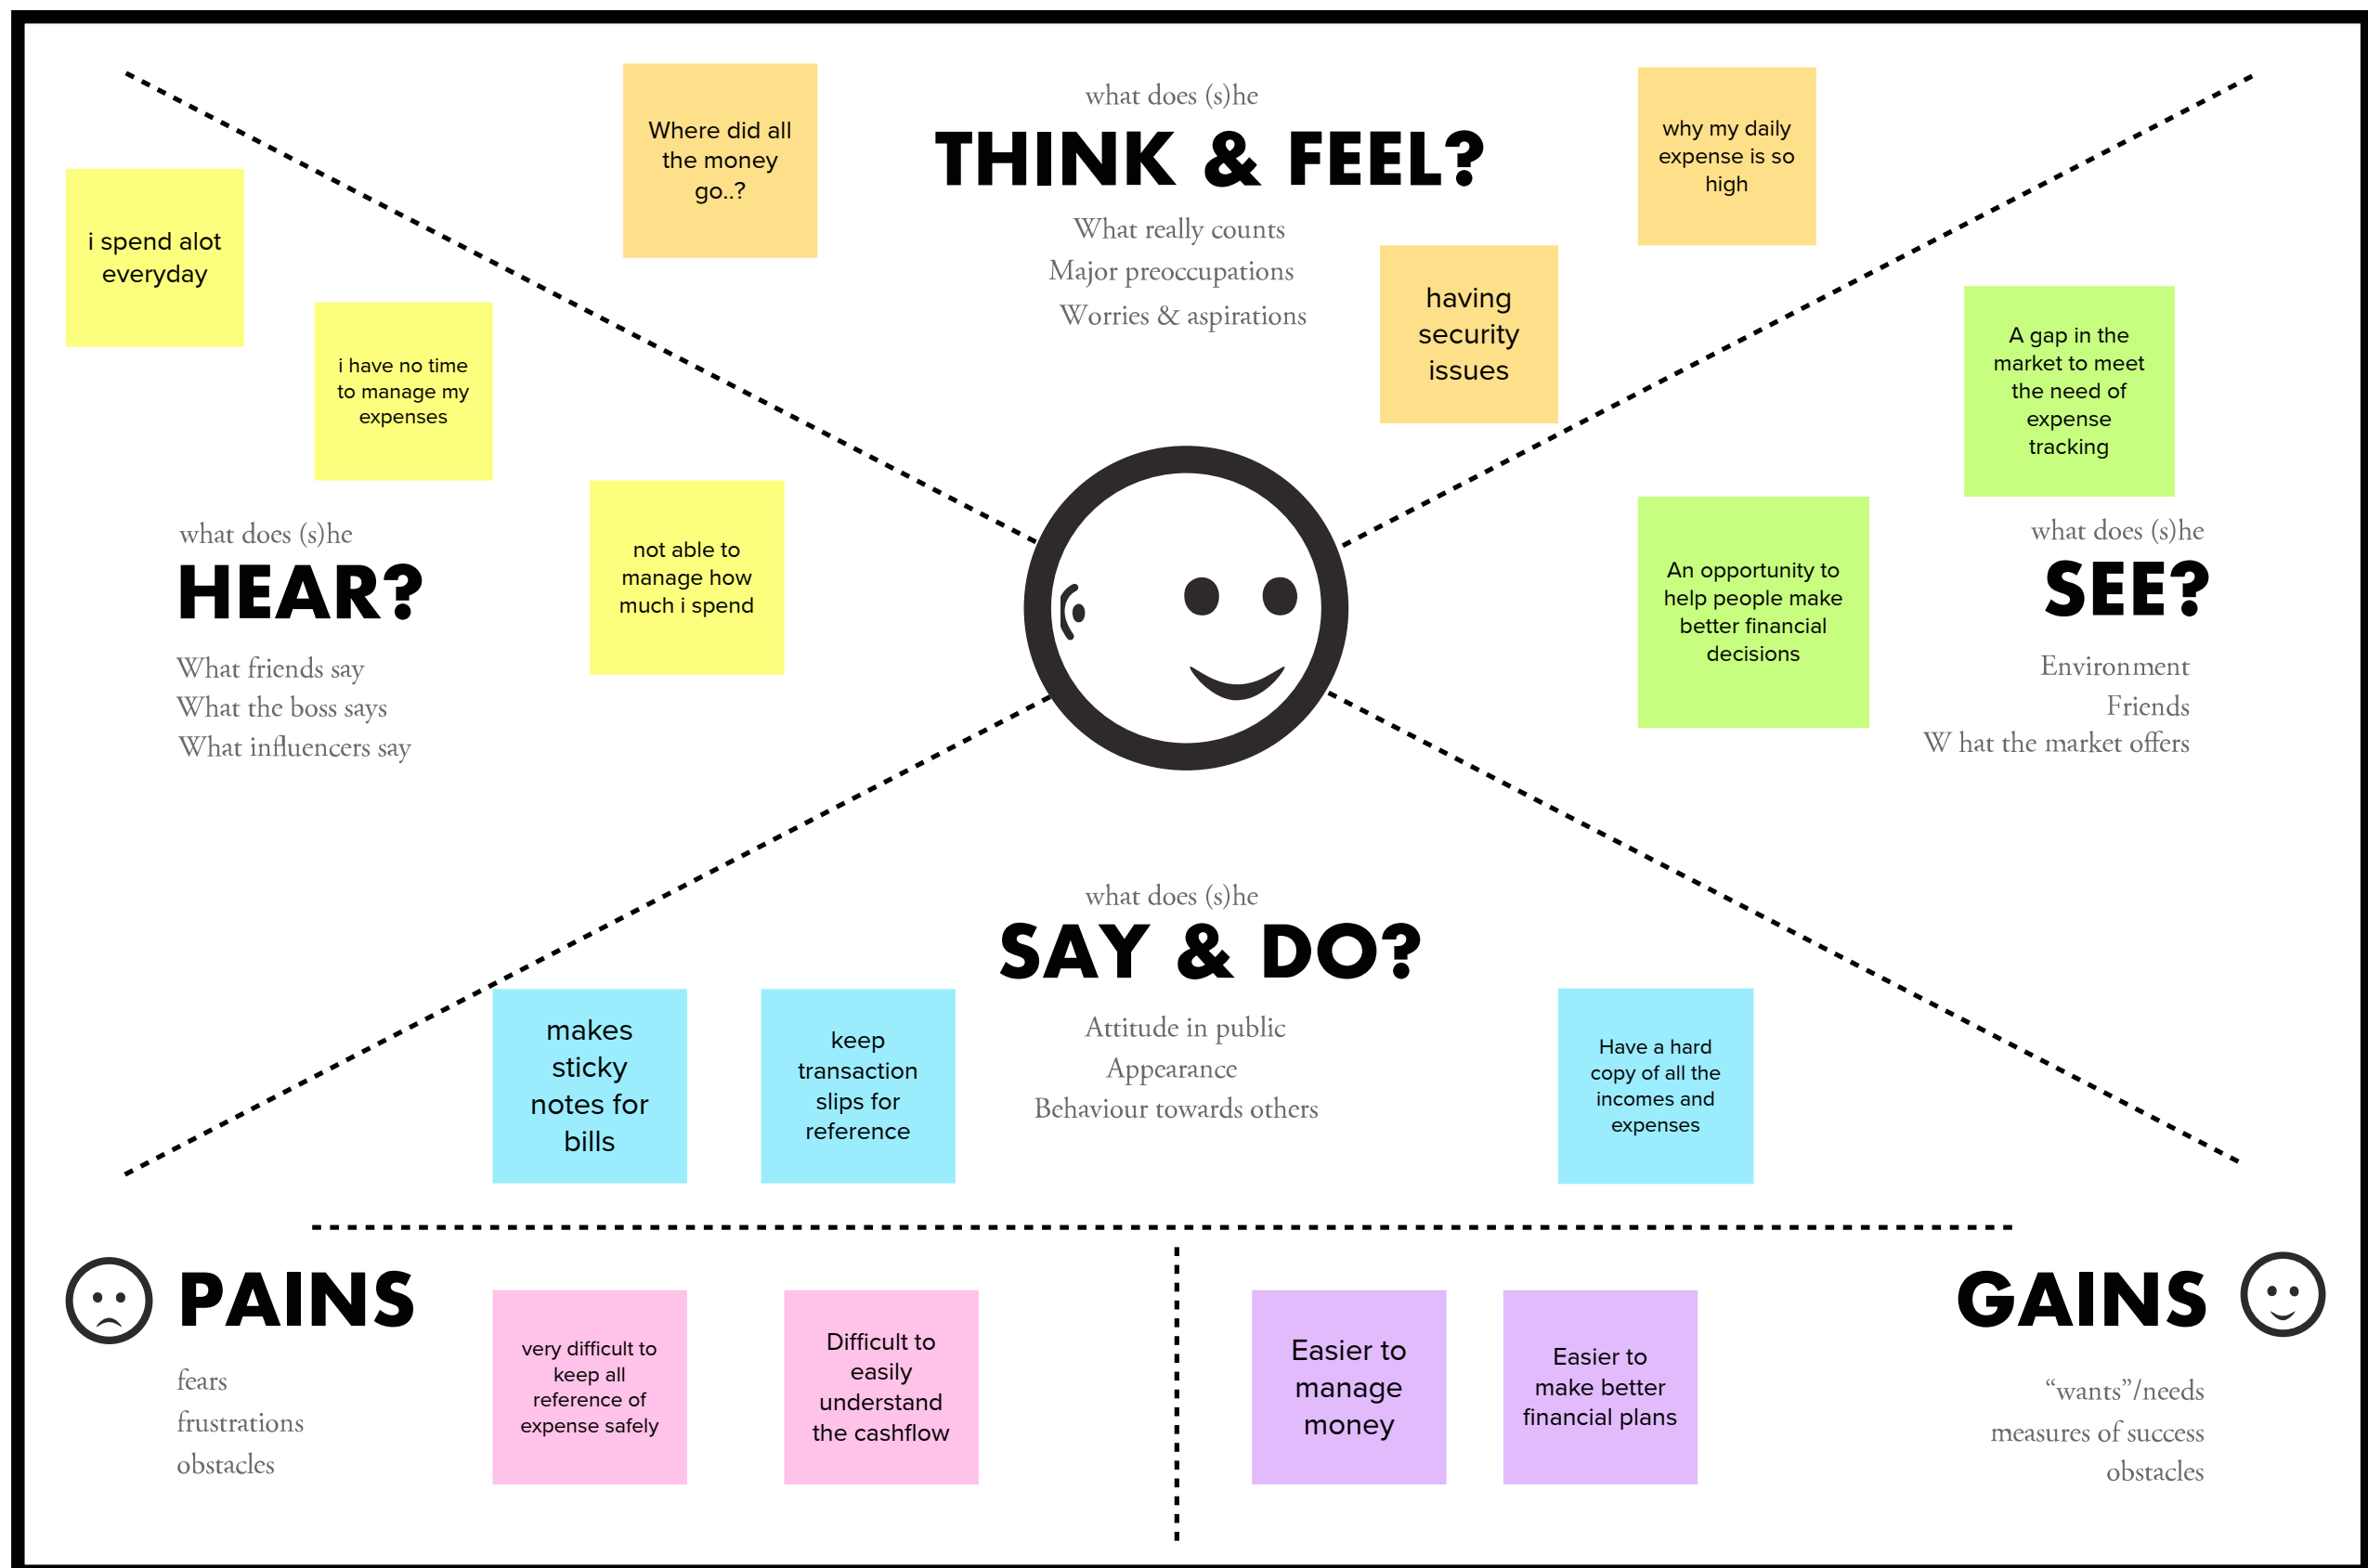 what does (s)he
THINK & FEEL?
What really counts
Major preoccupations
Worries & aspirations
Where did all
the money
go..?
why my daily
expense is so
high
having
security
issues
i spend alot
everyday
i have no time
to manage my
expenses
not able to
manage how
much i spend
what does (s)he
HEAR?
What friends say
What the boss says
What influencers say
A gap in the
market to meet
the need of
expense
tracking
An opportunity to
help people make
better financial
decisions
what does (s)he
SEE?
Environment
Friends
W hat the market offers
what does (s)he
SAY & DO?
Attitude in public
Appearance
Behaviour towards others
makes
sticky
notes for
bills
keep
transaction
slips for
reference
Have a hard
copy of all the
incomes and
expenses
PAINS
fears
frustrations
obstacles
very difficult to
keep all
reference of
expense safely
Difficult to
easily
understand
the cashflow
Easier to
manage
money
Easier to
make better
financial plans
GAINS
“wants”/needs
measures of success
obstacles